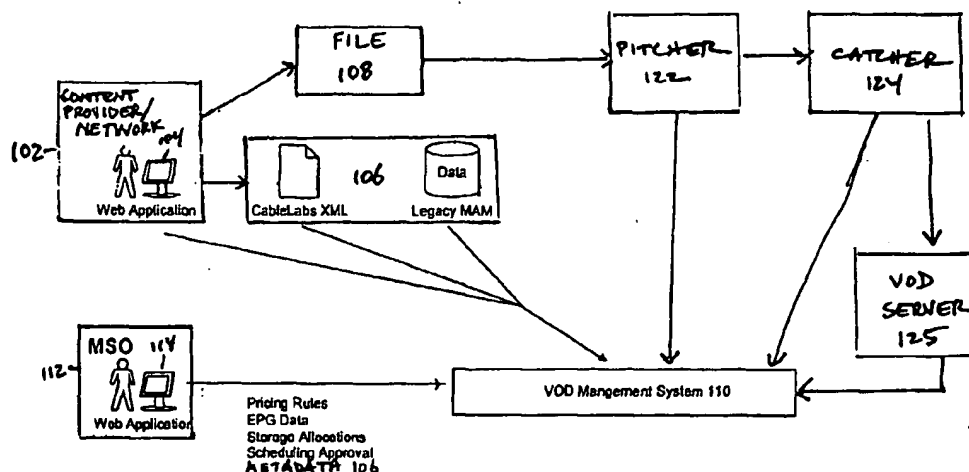 FILE
108
PITCHER
122
CATCHER
124
CONTENT
PROVIDER/
NETWORK
104
102
Web Application
106
Data
CableLabs XML
Legacy MAM
VOD
SERVER
125
MSO 114
112
Web Application
VOD Mangement System 110
Pricing Rules
EPG Data
Storage Allocations
Scheduling Approval
METADATA 106